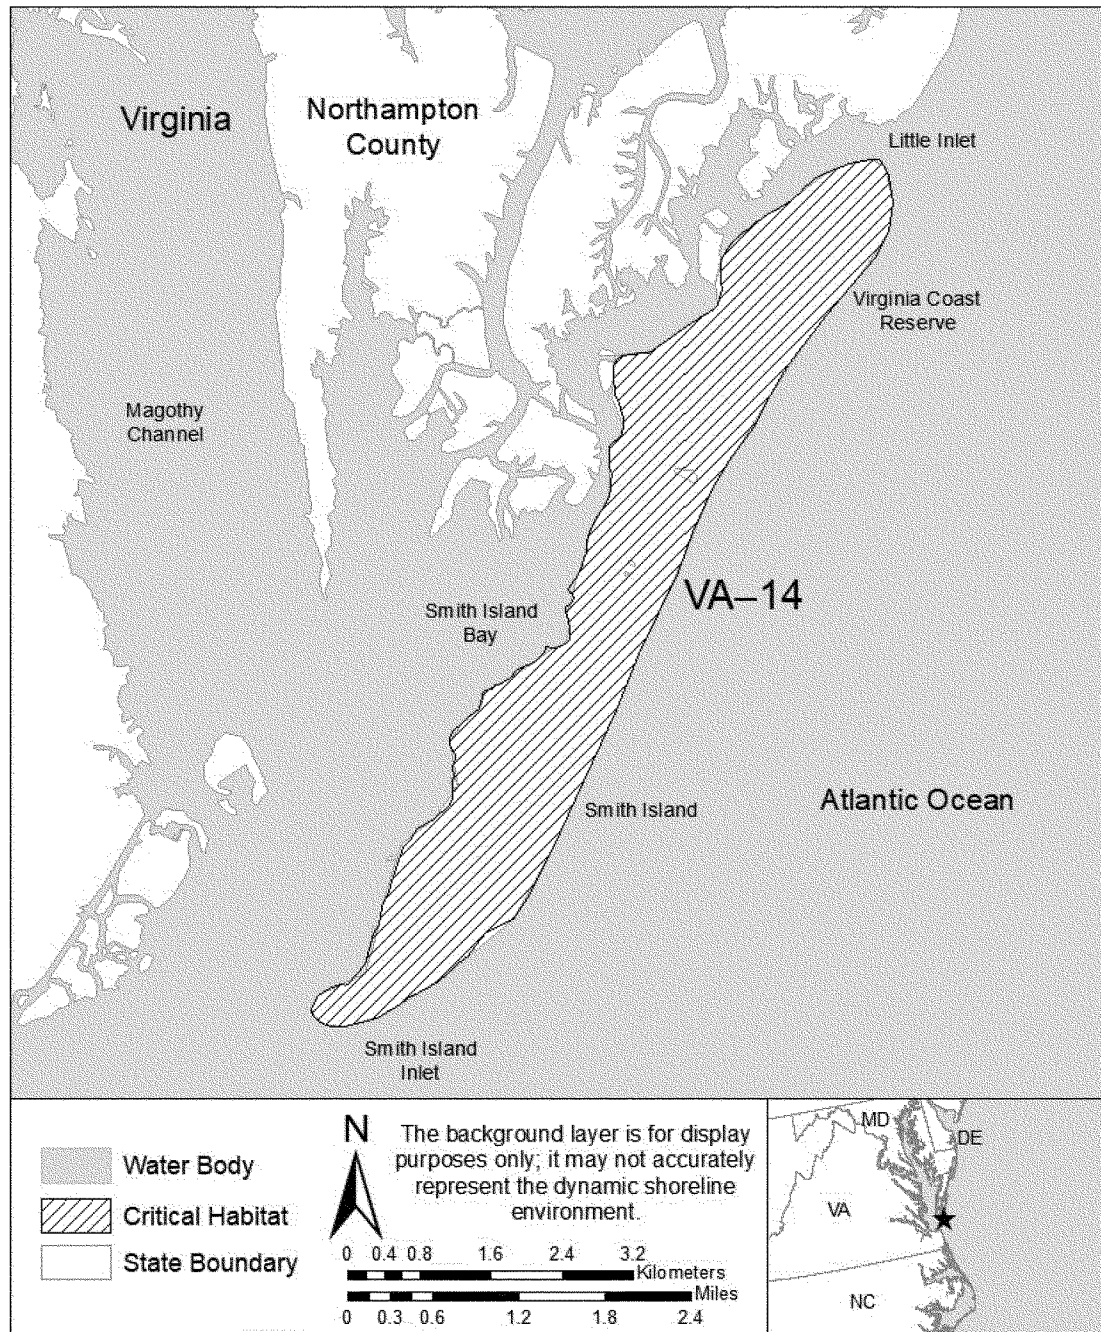 Virginia
Northampton
County
Little Inlet
Virginia Coast
Reserve
Magothy
Channel
Smith Island
Bay
VA–14
Smith Island
Atlantic Ocean
Smith Island
Inlet
Water Body
Critical Habitat
State Boundary
N
The background layer is for display
purposes only; it may not accurately
represent the dynamic shoreline
environment.
0 0.4 0.8 1.6 2.4 3.2
Kilometers
Miles
0 0.3 0.6 1.2 1.8 2.4
MD
DE
VA
NC